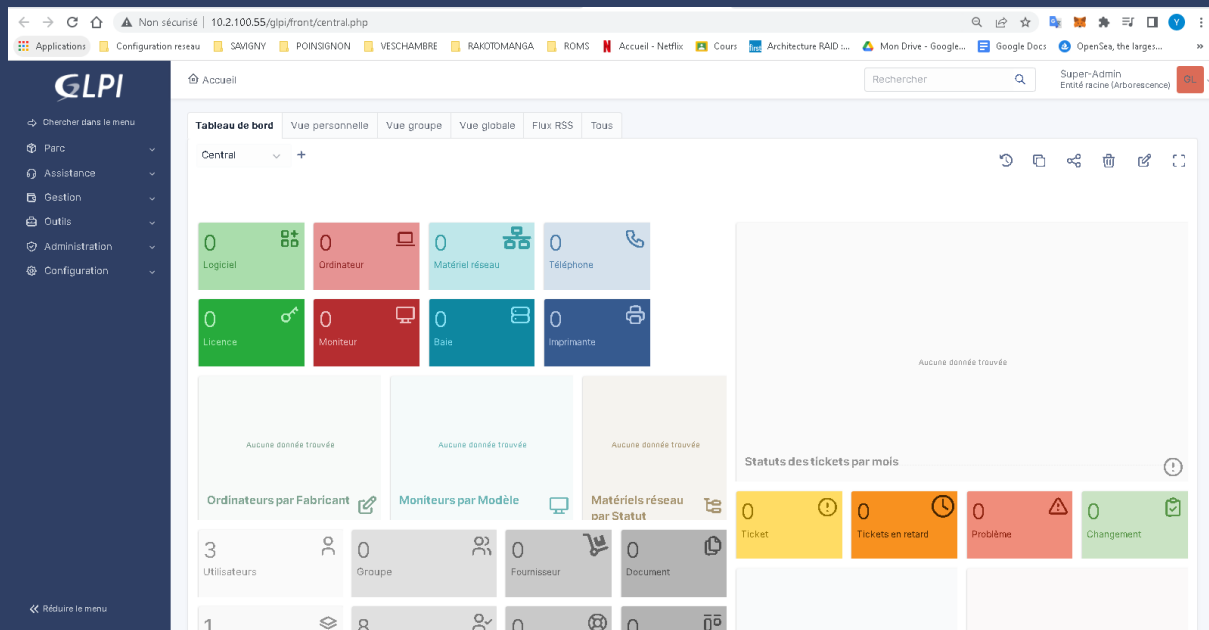 Non sécurisé | 10.2.100.55/glpi/front/central.php
Y
Applications Configuration reseau SAVIGNY POINSIGNON VESCHAMBRE RAKOTOMANGA ROMS Accueil - Netflix Cours Architecture RAID :... Mon Drive - Google... Google Docs OpenSea, the larges... »
GLPI
Accueil
Rechercher
Super-Admin
Entité racine (Arborescence)
GL
Chercher dans le menu
Parc
Assistance
Gestion
Outils
Administration
Configuration
Réduire le menu
Tableau de bord Vue personnelle Vue groupe Vue globale Flux RSS Tous
Central +
0 0 0 0
Logiciel Ordinateur Matériel réseau Téléphone
0 0 0 0
Licence Moniteur Baie Imprimante
Aucune donnée trouvée
Aucune donnée trouvée Aucune donnée trouvée Aucune donnée trouvée
Statuts des tickets par mois
Ordinateurs par Fabricant Moniteurs par Modèle Matériels réseau
par Statut
0 0 0 0
Ticket Tickets en retard Problème Changement
3 0 0 0
Utilisateurs Groupe Fournisseur Document
1 8 0 0